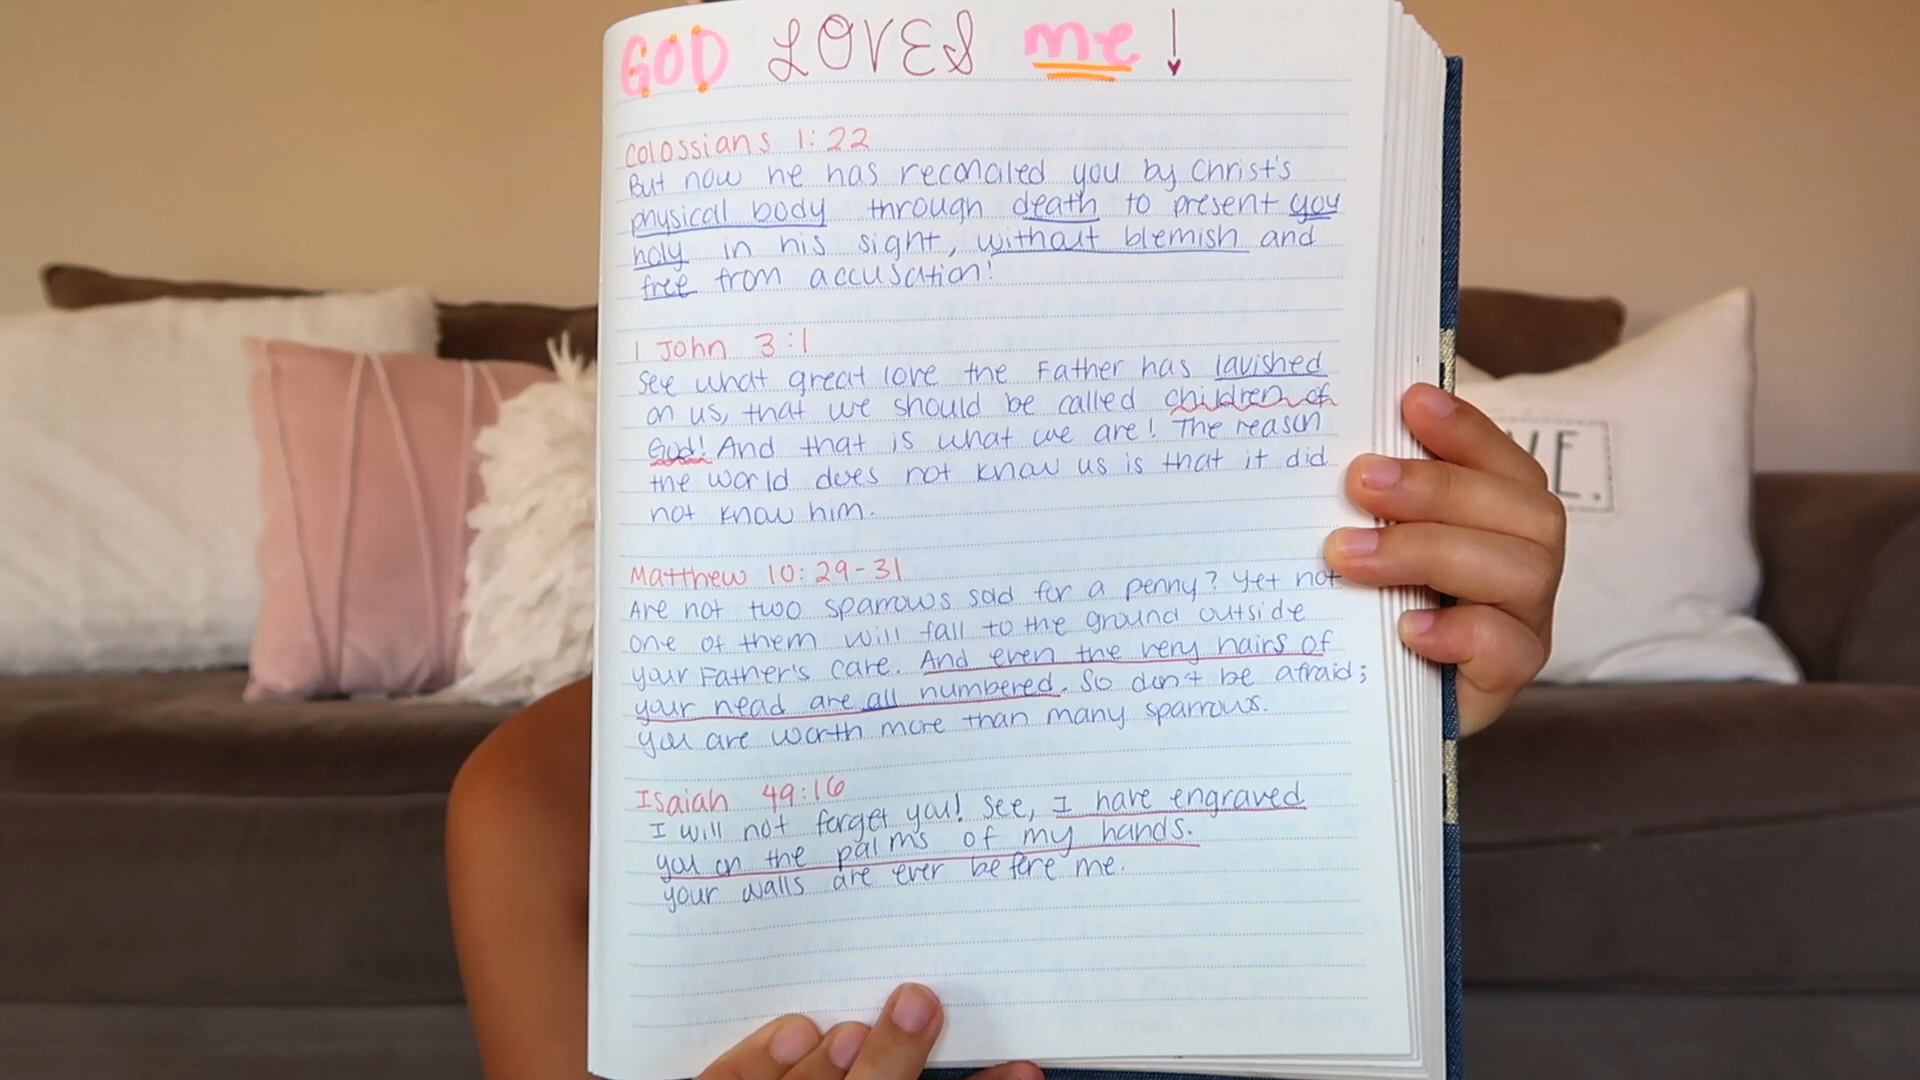 GOD LOVES me!
Colossians 1:22
But now he has reconciled you by Christ's
physical body through death to present you
holy in his sight, without blemish and
free from accusation!
1 John 3:1
See what great love the Father has lavished
on us, that we should be called children of
God! And that is what we are! The reason
the world does not know us is that it did
not know him.
Matthew 10:29-31
Are not two sparrows sold for a penny? Yet not
one of them will fall to the ground outside
your Father's care. And even the very hairs of
your head are all numbered. So don't be afraid;
you are worth more than many sparrows.
Isaiah 49:16
I will not forget you! See, I have engraved
you on the palms of my hands.
your walls are ever before me.